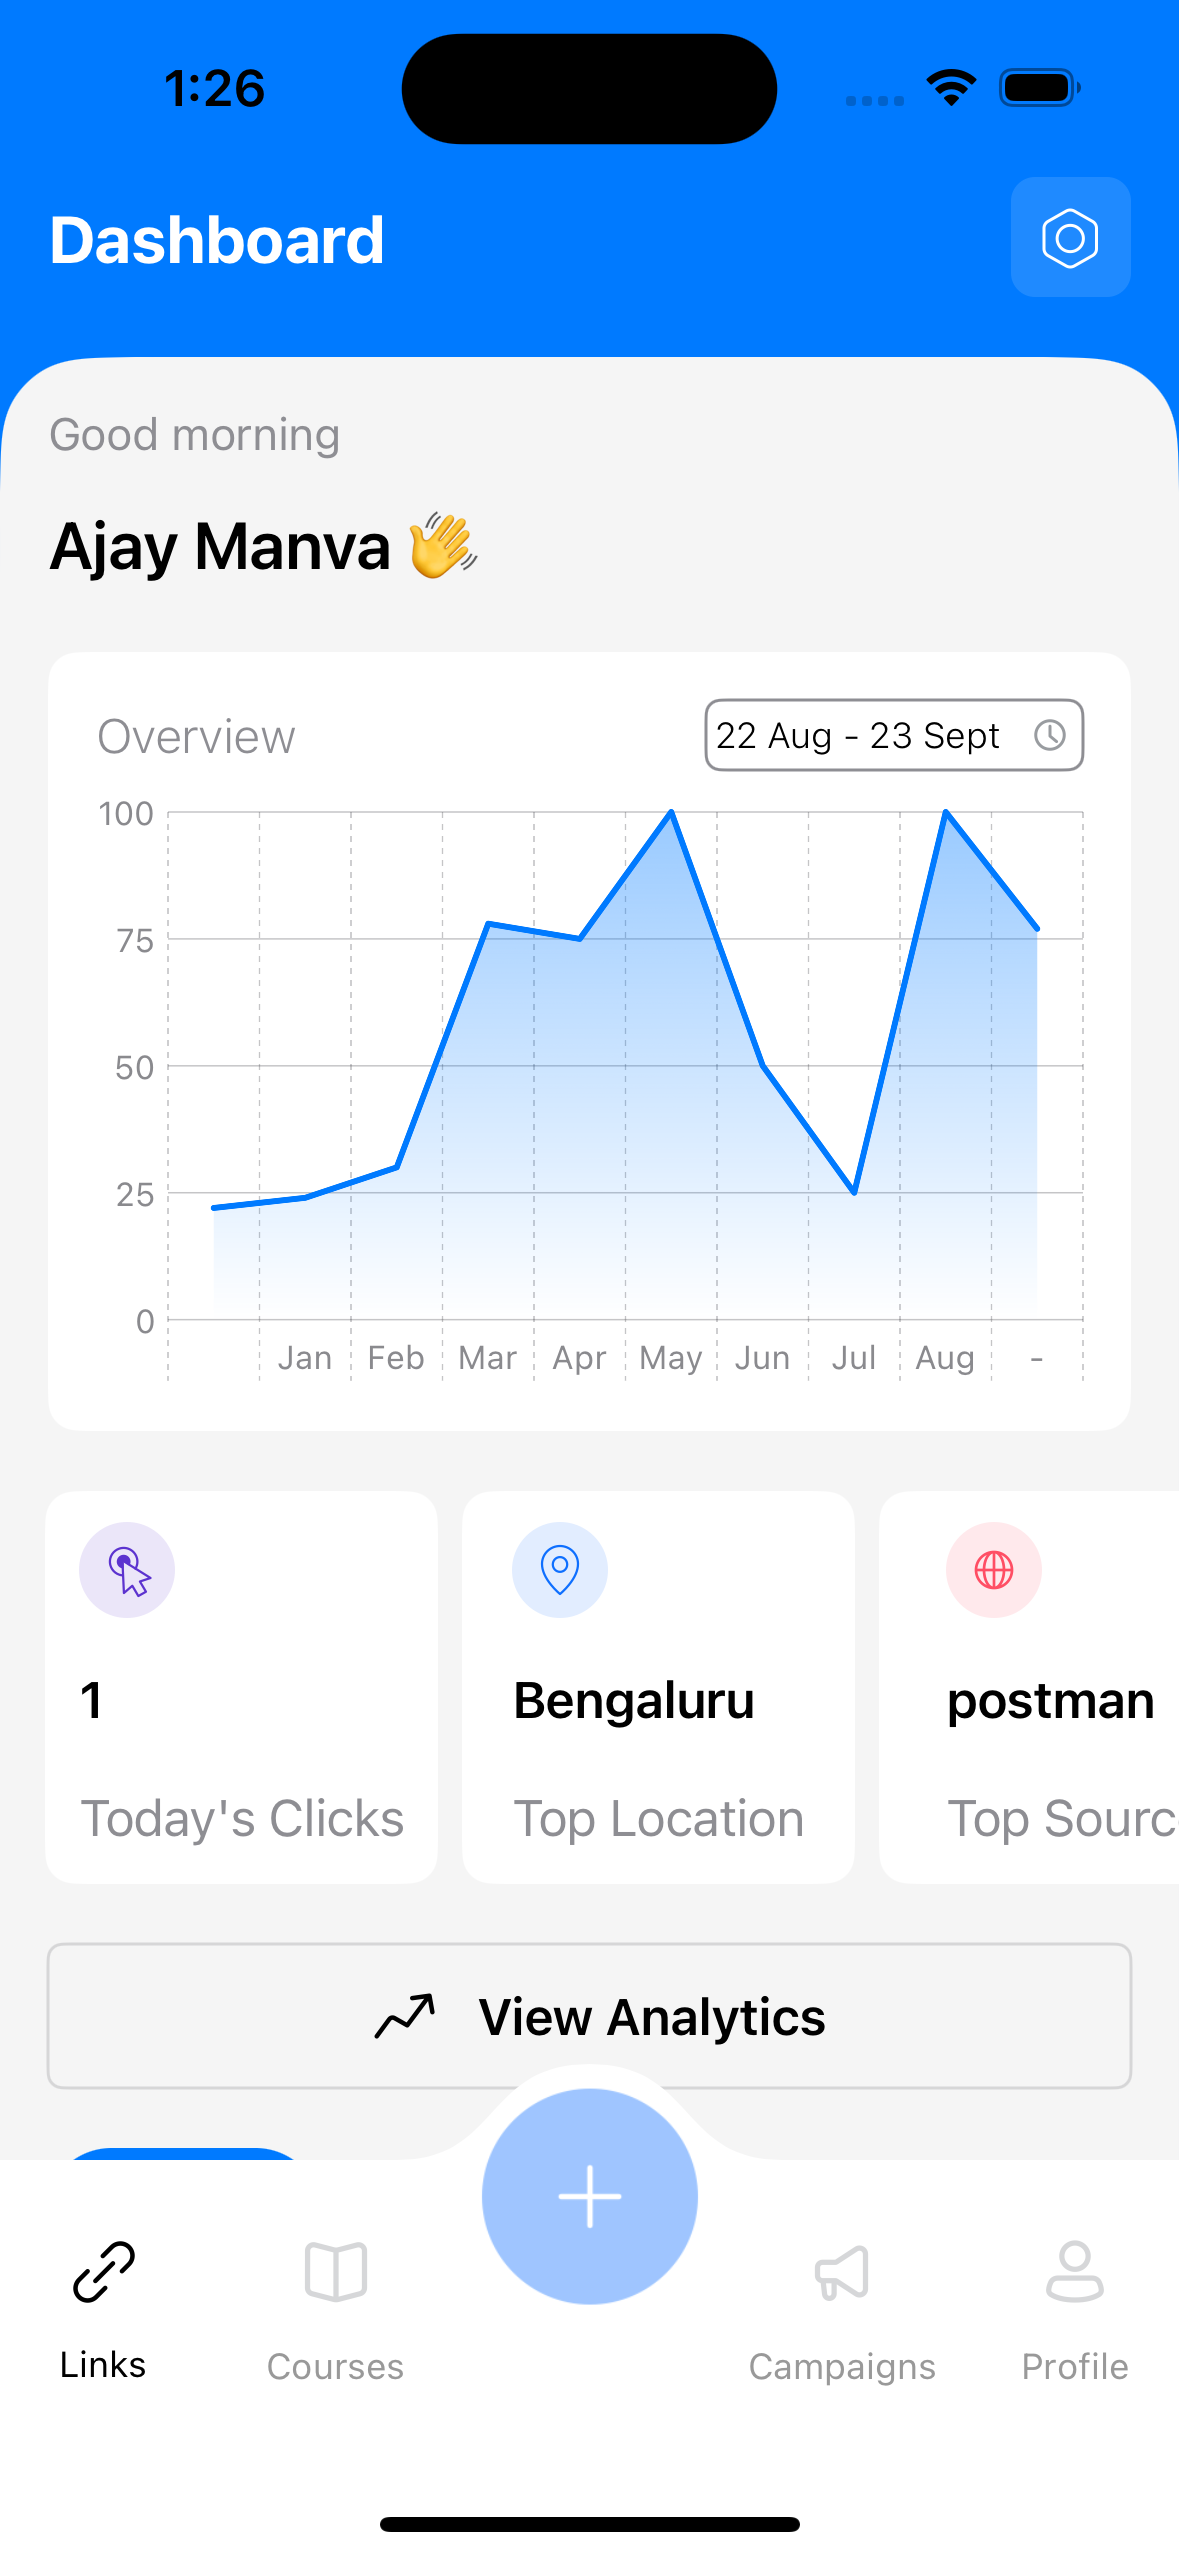 1:26
Dashboard
Good morning
Ajay Manva 👋
Overview
22 Aug - 23 Sept
100
75
50
25
0
Jan Feb Mar Apr May Jun Jul Aug -
1
Today's Clicks
Bengaluru
Top Location
postman
Top
View Analytics
Links
Courses
Campaigns
Profile